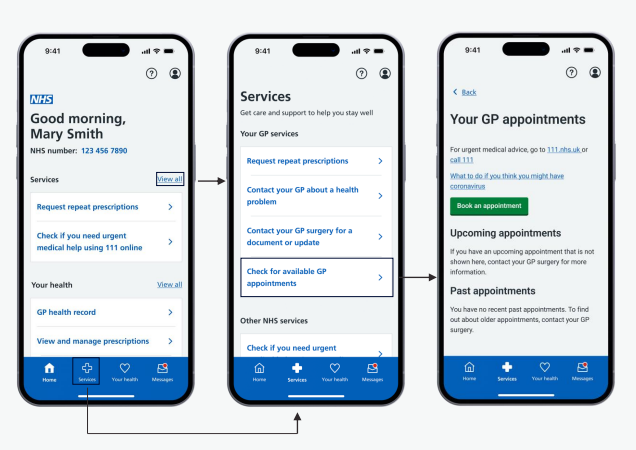 9:41
NHS
Good morning,
Mary Smith
NHS number: 123 456 7890
Services
View all
Request repeat prescriptions
Check if you need urgent
medical help using 111 online
Your health
View all
GP health record
View and manage prescriptions
Home
Services
Your health
Messages
9:41
Services
Get care and support to help you stay well
Your GP services
Request repeat prescriptions
Contact your GP about a health
problem
Contact your GP surgery for a
document or update
Check for available GP
appointments
Other NHS services
Check if you need urgent
Home
Services
Your health
Messages
9:41
Back
Your GP appointments
For urgent medical advice, go to 111.nhs.uk or
call 111
What to do if you think you might have
coronavirus
Book an appointment
Upcoming appointments
If you have an upcoming appointment that is not
shown here, contact your GP surgery for more
information.
Past appointments
You have no recent past appointments. To find
out about older appointments, contact your GP
surgery.
Home
Services
Your health
Messages